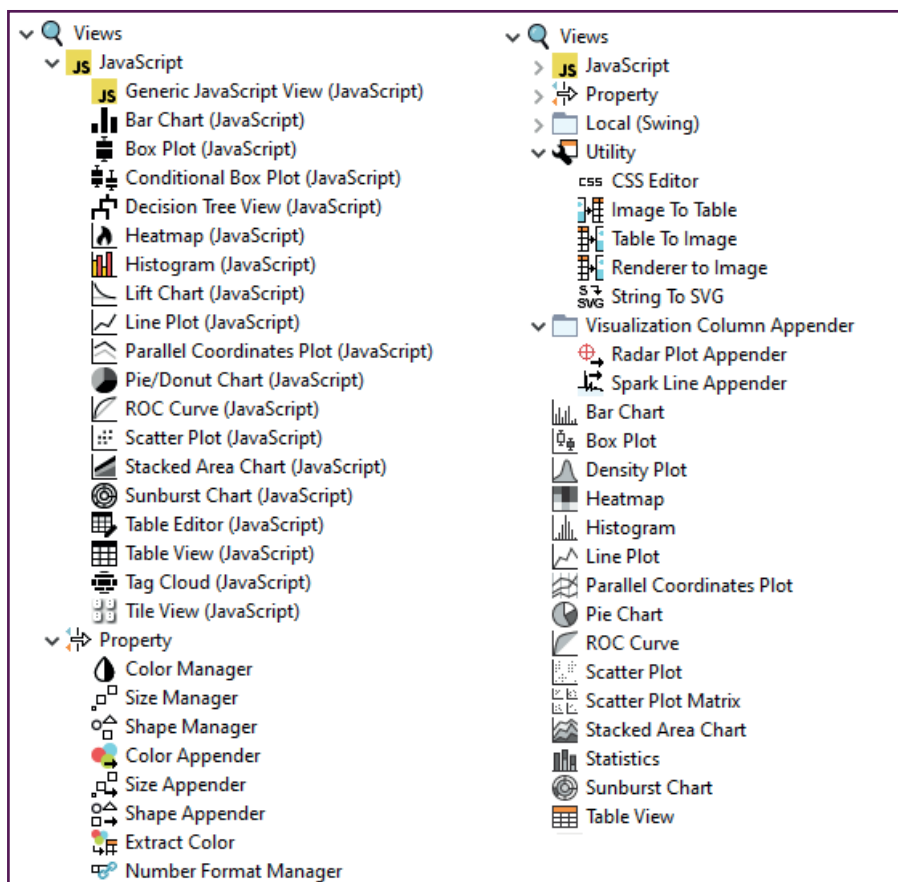 Views
JS JavaScript
JS Generic JavaScript View (JavaScript)
Bar Chart (JavaScript)
Box Plot (JavaScript)
Conditional Box Plot (JavaScript)
Decision Tree View (JavaScript)
Heatmap (JavaScript)
Histogram (JavaScript)
Lift Chart (JavaScript)
Line Plot (JavaScript)
Parallel Coordinates Plot (JavaScript)
Pie/Donut Chart (JavaScript)
ROC Curve (JavaScript)
Scatter Plot (JavaScript)
Stacked Area Chart (JavaScript)
Sunburst Chart (JavaScript)
Table Editor (JavaScript)
Table View (JavaScript)
Tag Cloud (JavaScript)
Tile View (JavaScript)
Property
Color Manager
Size Manager
Shape Manager
Color Appender
Size Appender
Shape Appender
Extract Color
Number Format Manager
Views
JS JavaScript
Property
Local (Swing)
Utility
CSS CSS Editor
Image To Table
Table To Image
Renderer to Image
S SVG String To SVG
Visualization Column Appender
Radar Plot Appender
Spark Line Appender
Bar Chart
Box Plot
Density Plot
Heatmap
Histogram
Line Plot
Parallel Coordinates Plot
Pie Chart
ROC Curve
Scatter Plot
Scatter Plot Matrix
Stacked Area Chart
Statistics
Sunburst Chart
Table View